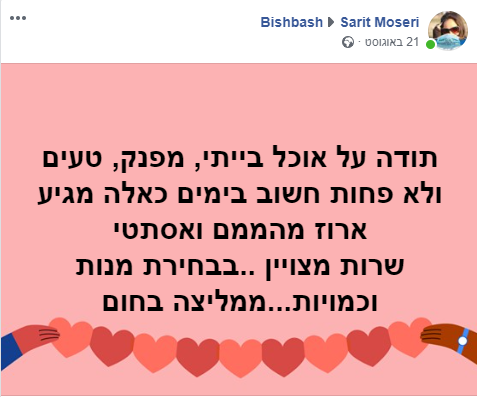 Sarit Moseri ▸ Bishbash
21 באוגוסט ·
תודה על אוכל בייתי, מפנק, טעים
ולא פחות חשוב בימים כאלה מגיע
ארוז מהממם ואסתטי
שרות מצויין ..בבחירת מנות
וכמויות...ממליצה בחום